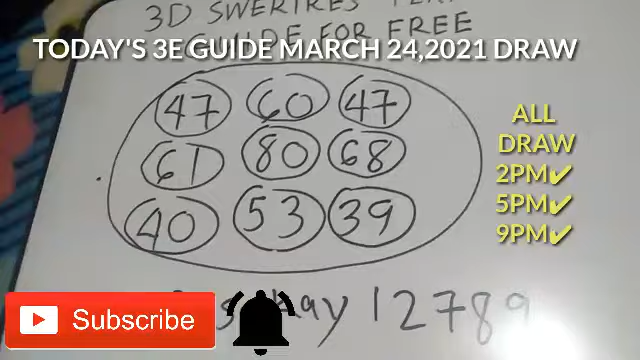 3D SWERTRES
GUIDE FOR FREE
TODAY'S 3E GUIDE MARCH 24,2021 DRAW
47 60 47
61 80 68
40 53 39
ALL
DRAW
2PM✔
5PM✔
9PM✔
Subscribe
12789